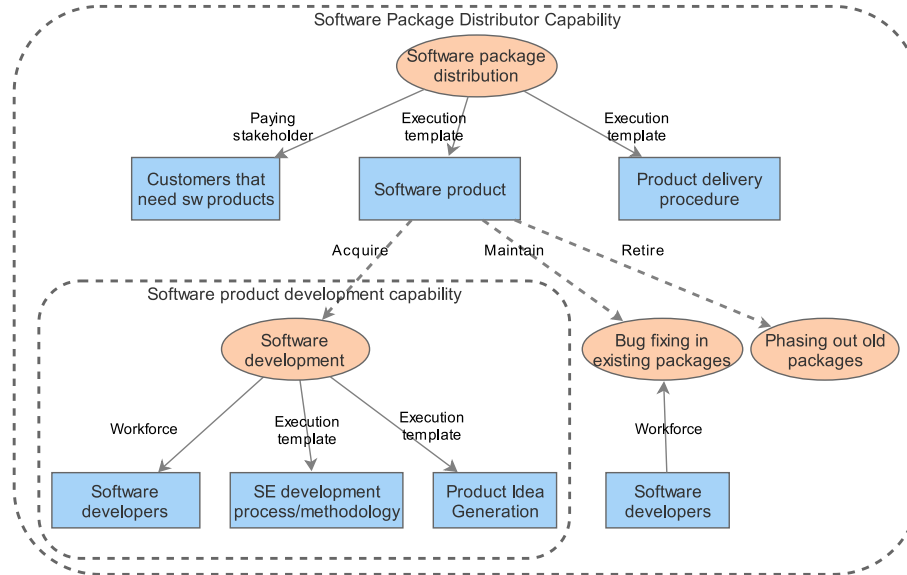 Software Package Distributor Capability
Software package
distribution
Paying
stakeholder
Execution
template
Execution
template
Customers that
need sw products
Software product
Product delivery
procedure
Acquire
Maintain
Retire
Software product development capability
Software
development
Bug fixing in
existing packages
Phasing out old
packages
Workforce
Execution
template
Execution
template
Workforce
Software
developers
SE development
process/methodology
Product Idea
Generation
Software
developers